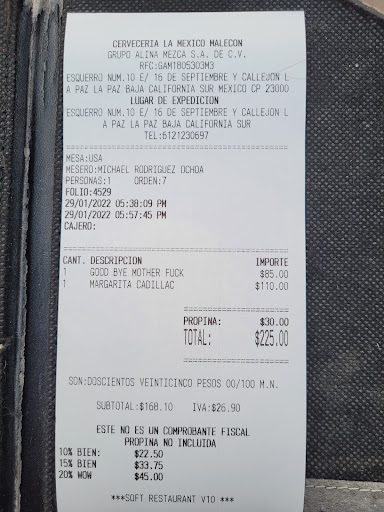 CERVECERIA LA MEXICO MALECON
GRUPO ALINA MEZCA S.A. DE C.V.
RFC:GAM1805303M3
ESQUERRO NUM.10 E/ 16 DE SEPTIEMBRE Y CALLEJON L
A PAZ LA PAZ BAJA CALIFORNIA SUR MEXICO CP 23000
LUGAR DE EXPEDICION
ESQUERRO NUM.10 E/ 16 DE SEPTIEMBRE Y CALLEJON L
A PAZ LA PAZ BAJA CALIFORNIA SUR
TEL:6121230697
MESA:USA
MESERO:MICHAEL RODRIGUEZ OCHOA
PERSONAS:1 ORDEN:7
FOLIO:4529
29/01/2022 05:38:09 PM
29/01/2022 05:57:45 PM
CAJERO:
CANT. DESCRIPCION IMPORTE
1 GOOD BYE MOTHER FUCK $85.00
1 MARGARITA CADILLAC $110.00
PROPINA: $30.00
TOTAL: $225.00
SON:DOSCIENTOS VEINTICINCO PESOS 00/100 M.N.
SUBTOTAL:$168.10 IVA:$26.90
ESTE NO ES UN COMPROBANTE FISCAL
PROPINA NO INCLUIDA
10% BIEN: $22.50
15% BIEN $33.75
20% WOW $45.00
***SOFT RESTAURANT V10 ***